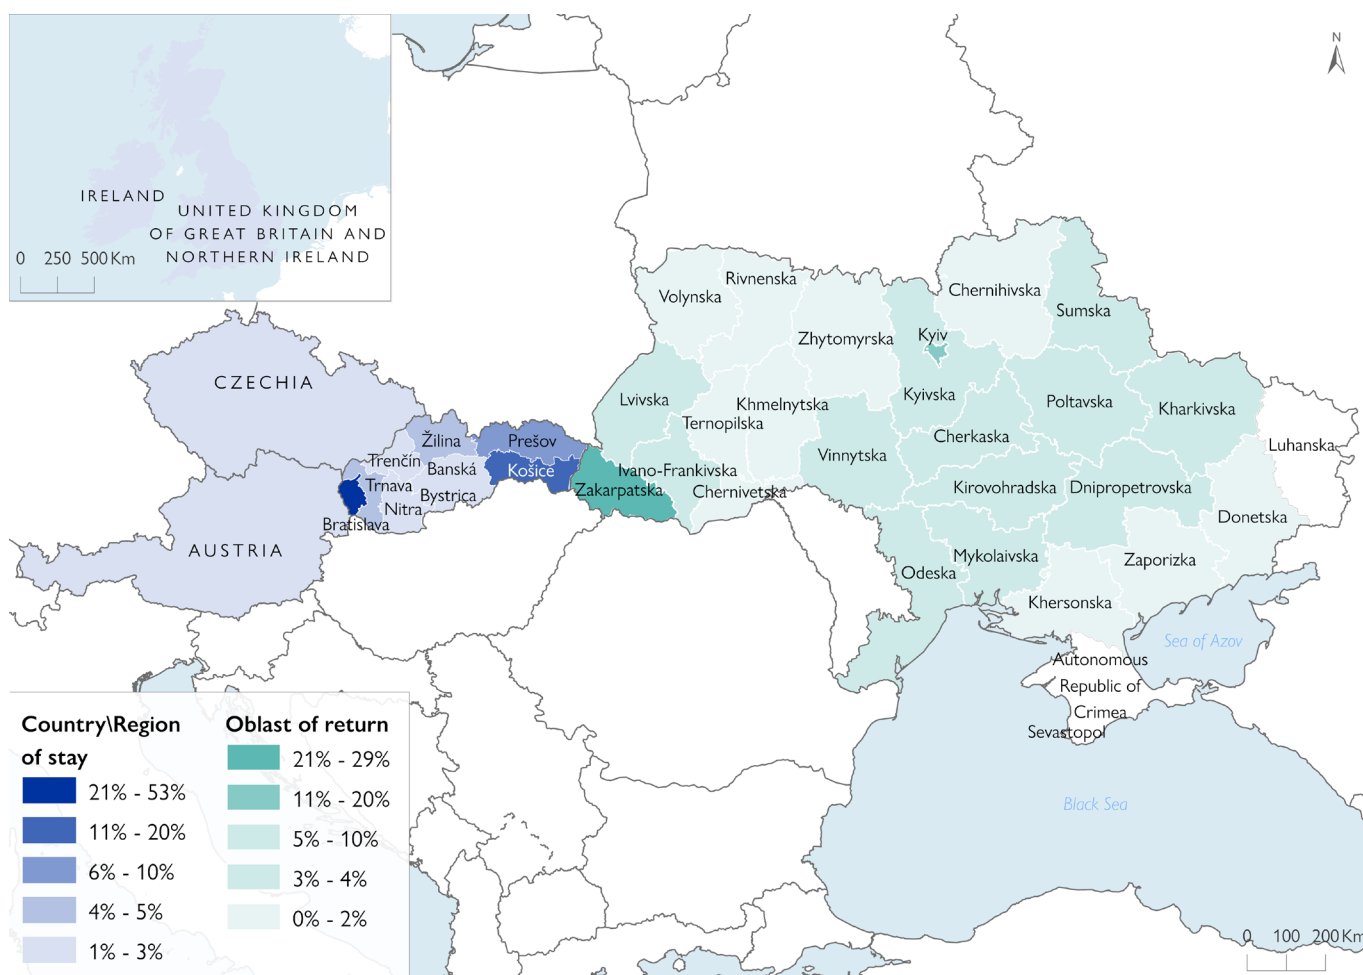 N
IRELAND
UNITED KINGDOM
OF GREAT BRITAIN AND
NORTHERN IRELAND
0 250 500 Km
Rivnenska
Volynska
Chernihivska
Sumska
Kyiv
Zhytomyrska
CZECHIA
Lvivska
Kyivska
Khmelnytska
Poltavska
Kharkivska
Ternopilska
Cherkaska
Žilina
Prešov
Luhanska
Trenčín
Banská
Košice
Ivano-Frankivska
Vinnytska
Trnava
Bystrica
Zakarpatska
Chernivetska
Kirovohradska
Dnipropetrovska
Nitra
Bratislava
Donetska
AUSTRIA
Mykolaivska
Zaporizka
Odeska
Khersonska
Sea of Azov
Autonomous
Republic of
Crimea
Sevastopol
Black Sea
Country\Region
of stay
21% - 53%
11% - 20%
6% - 10%
4% - 5%
1% - 3%
Oblast of return
21% - 29%
11% - 20%
5% - 10%
3% - 4%
0% - 2%
0 100 200 Km